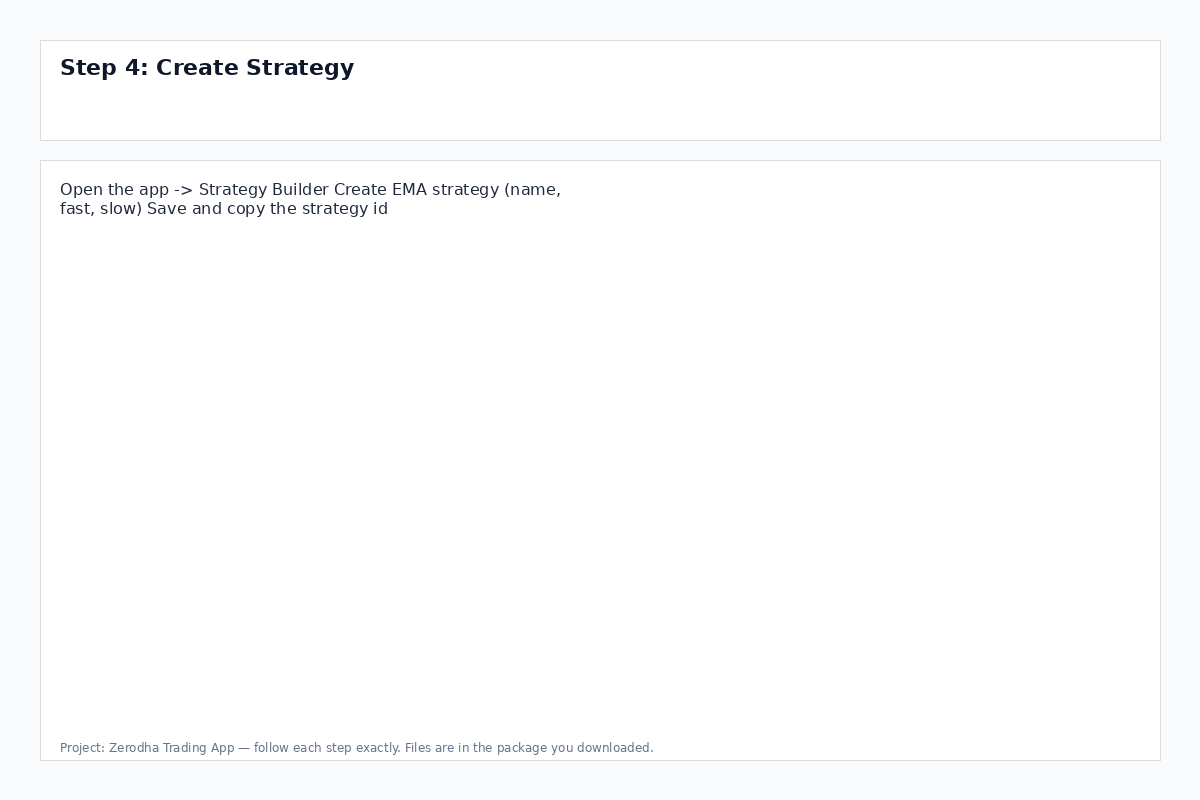 Step 4: Create Strategy
Open the app -> Strategy Builder Create EMA strategy (name,
fast, slow) Save and copy the strategy id
Project: Zerodha Trading App — follow each step exactly. Files are in the package you downloaded.